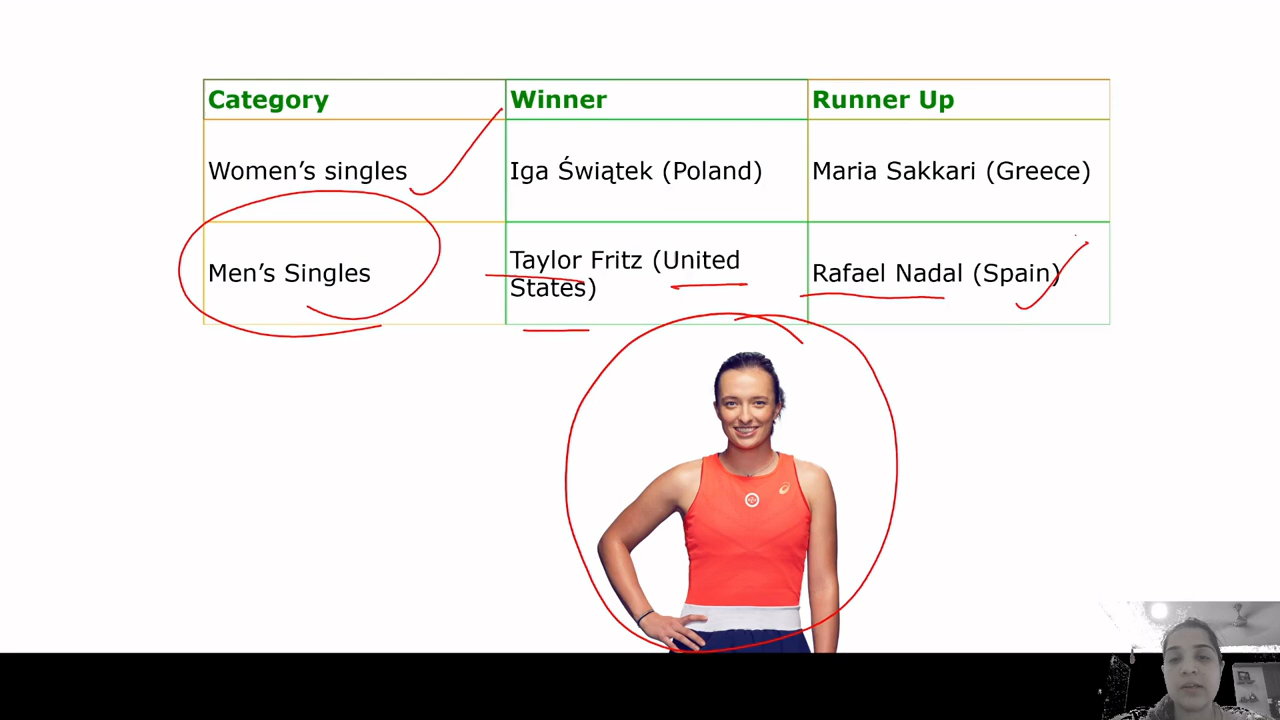 Category Winner Runner Up
Women’s singles Iga Świątek (Poland) Maria Sakkari (Greece)
Men’s Singles Taylor Fritz (United States) Rafael Nadal (Spain)